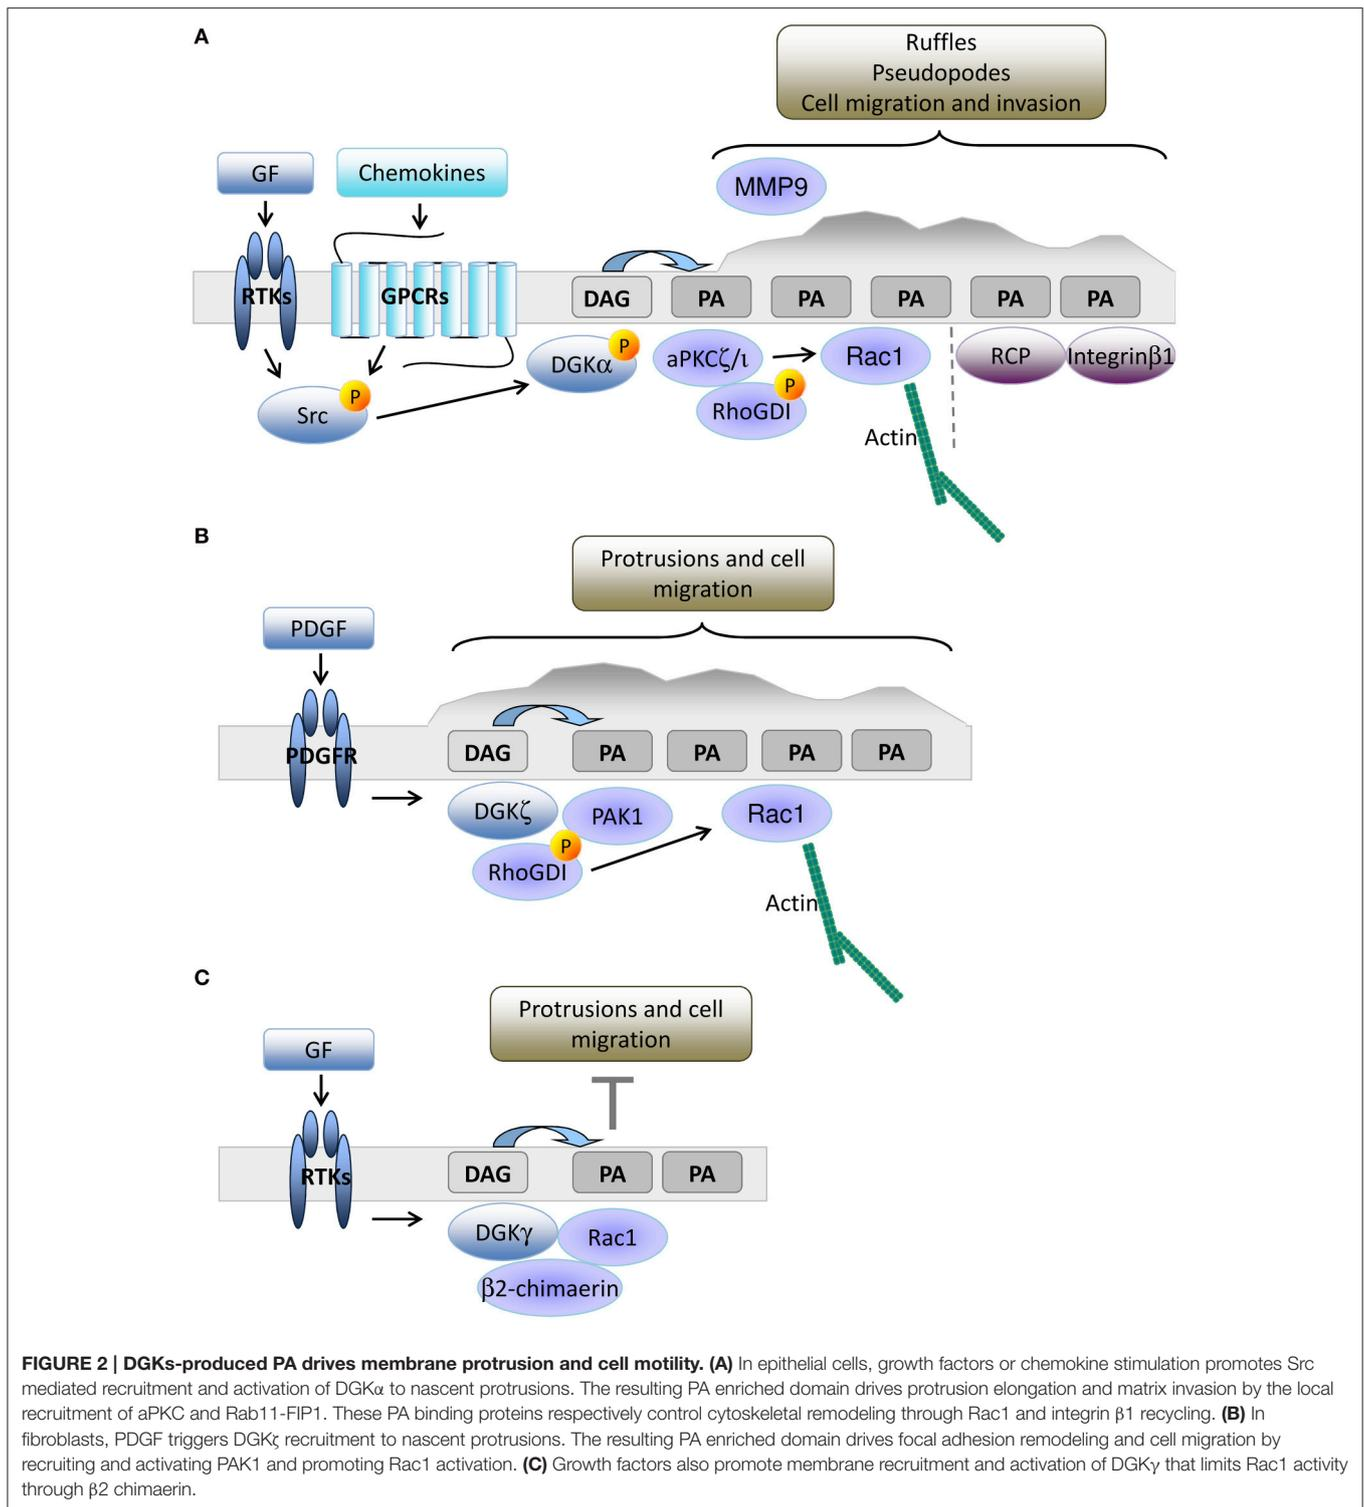 A
Ruffles
Pseudopodes
Cell migration and invasion
GF
Chemokines
MMP9
RTKs
GPCRs
DAG
PA
PA
PA
PA
PA
Src
P
DGKα
P
aPKCζ/ι
RhoGDI
P
Rac1
RCP
Integrinβ1
Actin
B
Protrusions and cell
migration
PDGF
PDGFR
DAG
PA
PA
PA
PA
DGKζ
PAK1
Rac1
P
RhoGDI
Actin
C
Protrusions and cell
migration
GF
RTKs
DAG
PA
PA
DGKγ
Rac1
β2-chimaerin
FIGURE 2 | DGKs-produced PA drives membrane protrusion and cell motility. (A) In epithelial cells, growth factors or chemokine stimulation promotes Src
mediated recruitment and activation of DGKα to nascent protrusions. The resulting PA enriched domain drives protrusion elongation and matrix invasion by the local
recruitment of aPKC and Rab11-FIP1. These PA binding proteins respectively control cytoskeletal remodeling through Rac1 and integrin β1 recycling. (B) In
fibroblasts, PDGF triggers DGKζ recruitment to nascent protrusions. The resulting PA enriched domain drives focal adhesion remodeling and cell migration by
recruiting and activating PAK1 and promoting Rac1 activation. (C) Growth factors also promote membrane recruitment and activation of DGKγ that limits Rac1 activity
through β2 chimaerin.